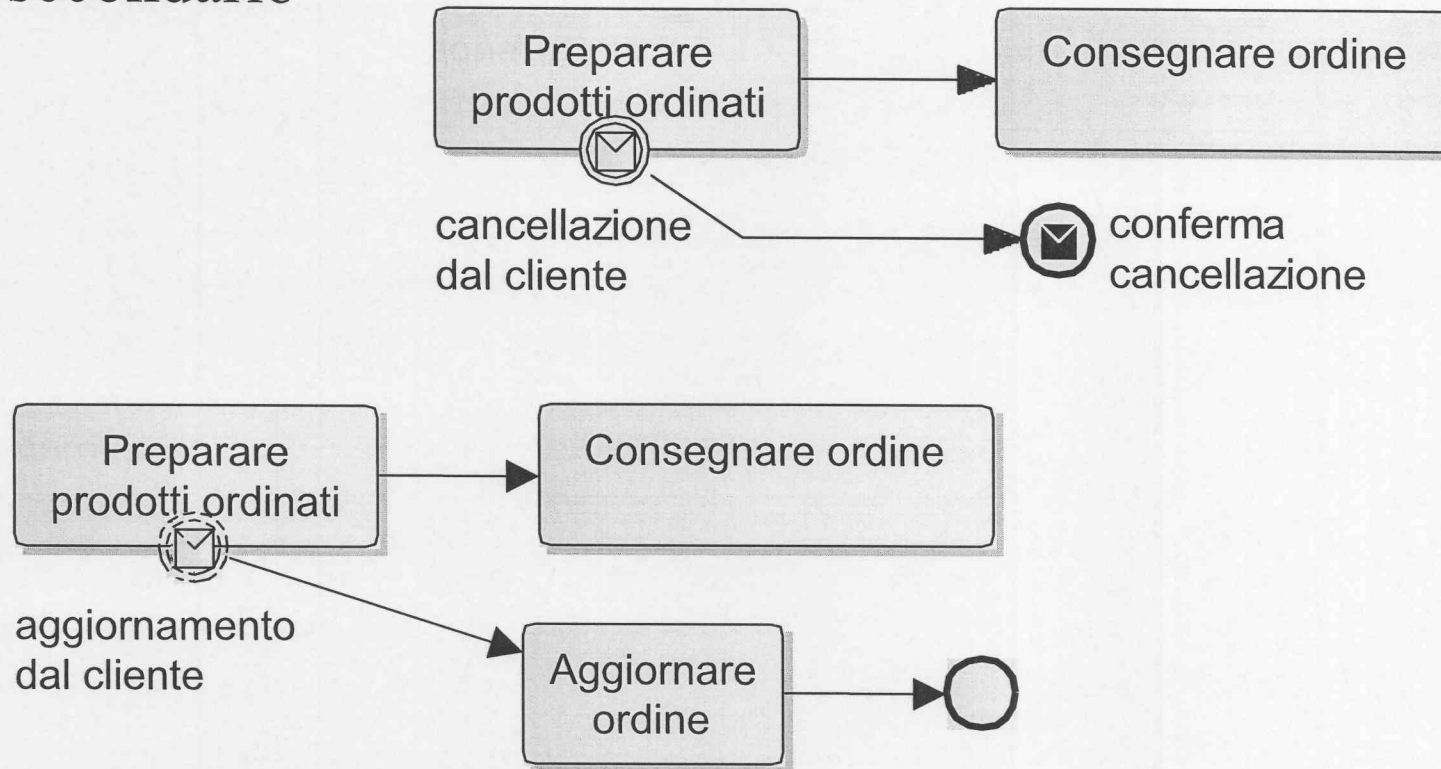 Preparare
prodotti ordinati
Consegnare ordine
cancellazione
dal cliente
conferma
cancellazione
Preparare
prodotti ordinati
Consegnare ordine
aggiornamento
dal cliente
Aggiornare
ordine